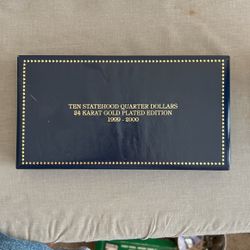 TEN STATEHOOD QUARTER DOLLARS
24 KARAT GOLD PLATED EDITION
1999 - 2000